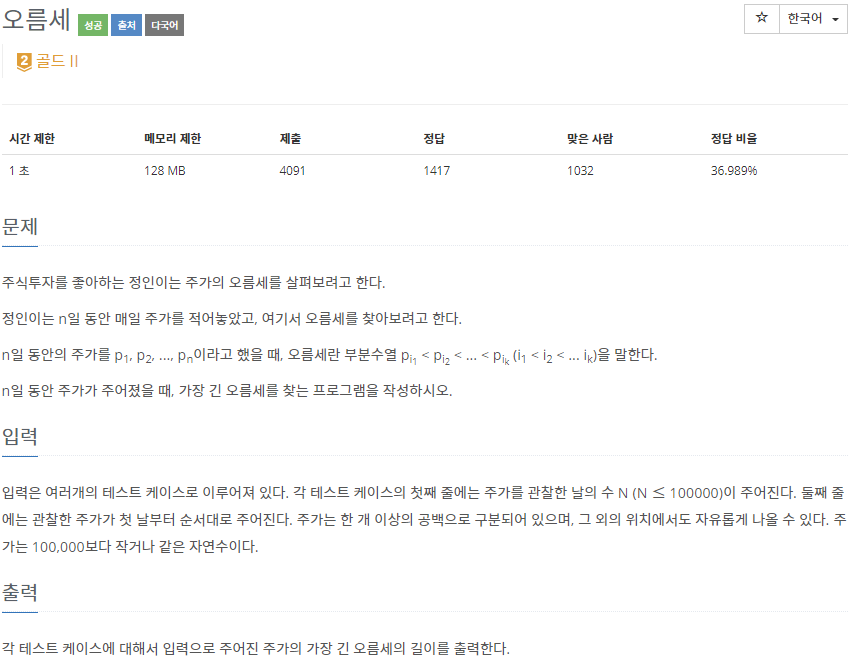 오름세 성공 출처 다국어 ☆ 한국어
2 골드 II
시간 제한 메모리 제한 제출 정답 맞은 사람 정답 비율
1 초 128 MB 4091 1417 1032 36.989%
문제
주식투자를 좋아하는 정인이는 주가의 오름세를 살펴보려고 한다.
정인이는 n일 동안 매일 주가를 적어놓았고, 여기서 오름세를 찾아보려고 한다.
n일 동안의 주가를 p1, p2, ..., pn이라고 했을 때, 오름세란 부분수열 pi1 < pi2 < ... < pik (i1 < i2 < ... ik)을 말한다.
n일 동안 주가가 주어졌을 때, 가장 긴 오름세를 찾는 프로그램을 작성하시오.
입력
입력은 여러개의 테스트 케이스로 이루어져 있다. 각 테스트 케이스의 첫째 줄에는 주가를 관찰한 날의 수 N (N ≤ 100000)이 주어진다. 둘째 줄
에는 관찰한 주가가 첫 날부터 순서대로 주어진다. 주가는 한 개 이상의 공백으로 구분되어 있으며, 그 외의 위치에서도 자유롭게 나올 수 있다. 주
가는 100,000보다 작거나 같은 자연수이다.
출력
각 테스트 케이스에 대해서 입력으로 주어진 주가의 가장 긴 오름세의 길이를 출력한다.